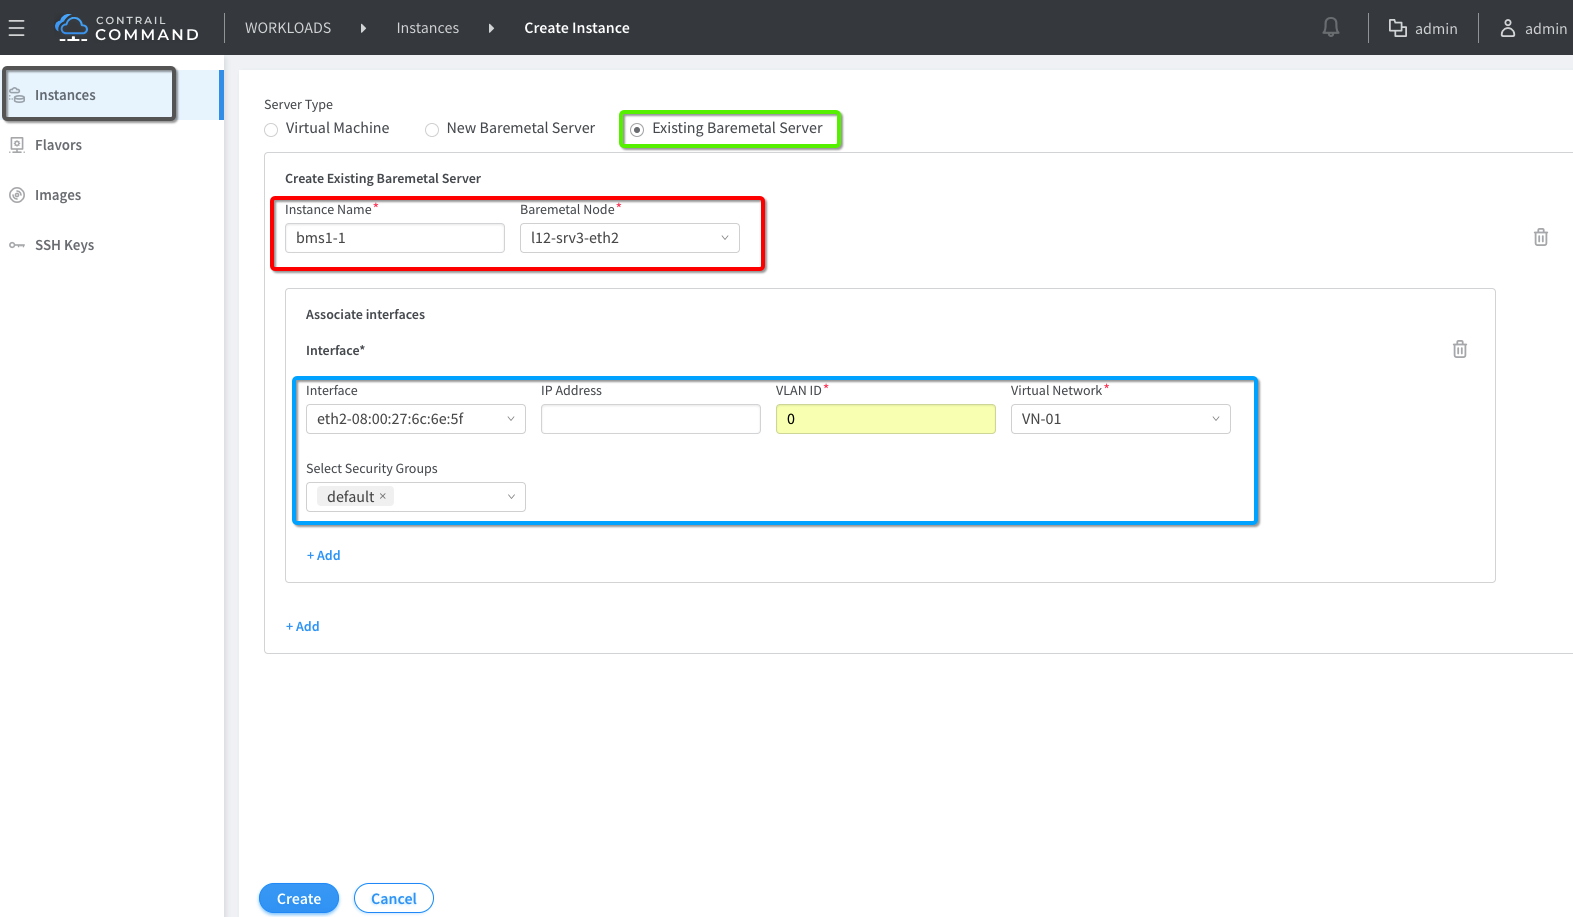 CONTRAIL
COMMAND
WORKLOADS Instances Create Instance admin admin
Instances
Flavors
Images
SSH Keys
Server Type
Virtual Machine New Baremetal Server Existing Baremetal Server
Create Existing Baremetal Server
Instance Name* Baremetal Node*
bms1-1 l12-srv3-eth2
Associate interfaces
Interface*
Interface IP Address VLAN ID* Virtual Network*
eth2-08:00:27:6c:6e:5f 0 VN-01
Select Security Groups
default ×
+ Add
+ Add
Create Cancel